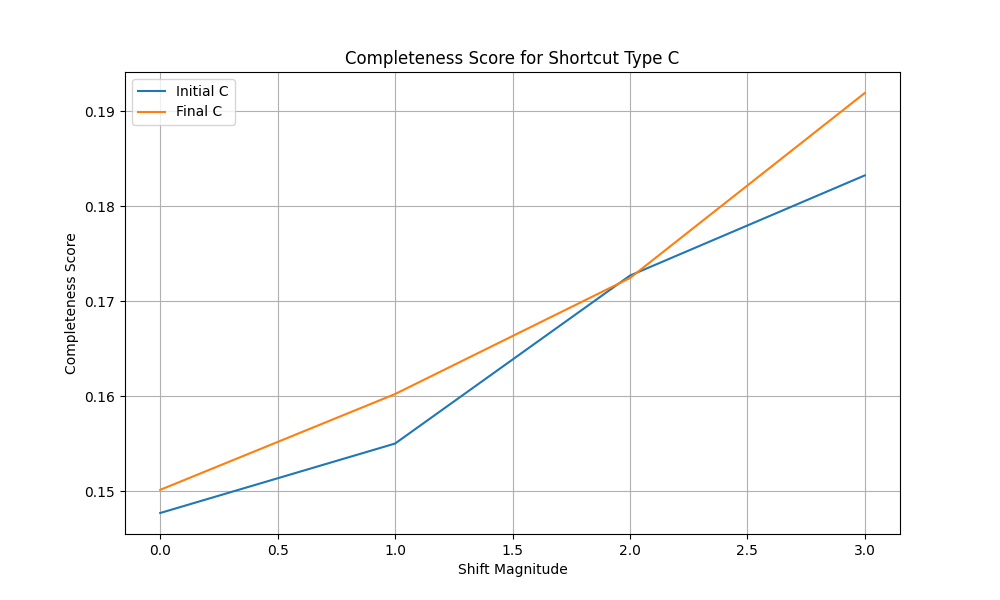 Completeness Score for Shortcut Type C
Initial C
Final C
Completeness Score
0.19
0.18
0.17
0.16
0.15
0.0 0.5 1.0 1.5 2.0 2.5 3.0
Shift Magnitude